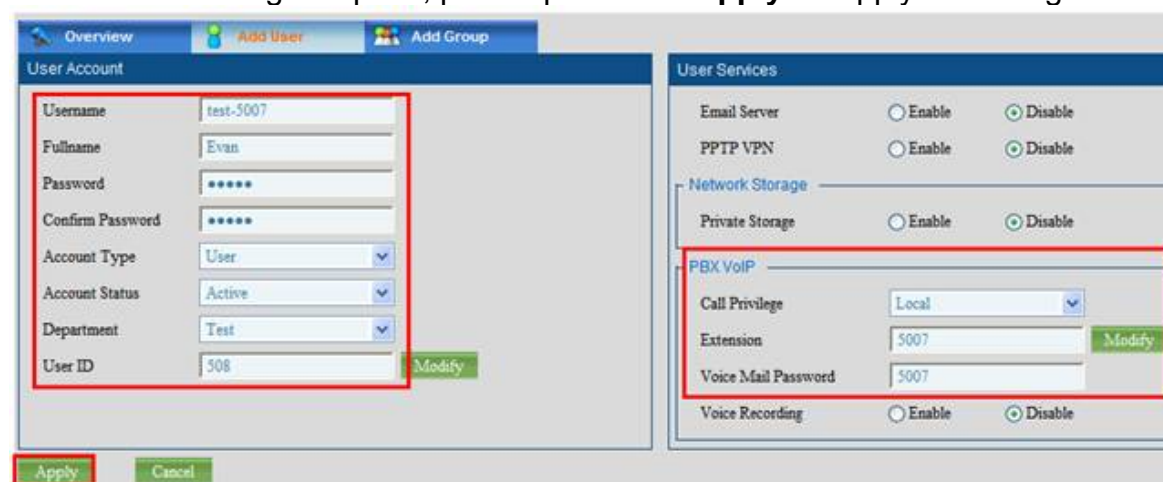 Overview Add User Add Group
User Account
Username test-5007
Fullname Evan
Password •••••
Confirm Password •••••
Account Type User
Account Status Active
Department Test
User ID 508 Modify
User Services
Email Server Enable Disable
PPTP VPN Enable Disable
Network Storage
Private Storage Enable Disable
PBX VoIP
Call Privilege Local
Extension 5007 Modify
Voice Mail Password 5007
Voice Recording Enable Disable
Apply Cancel